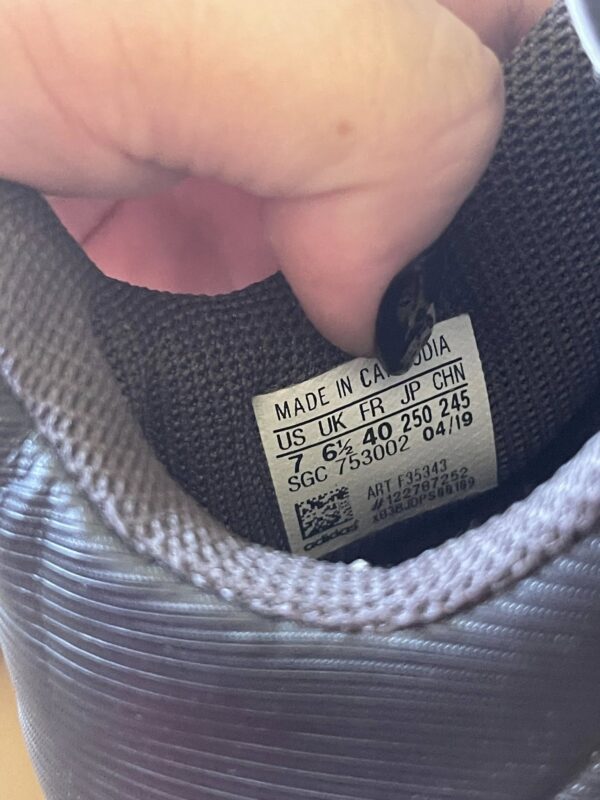 MADE IN
US UK FR JP CHN
7 6½ 40 250 245
SGC 753002 04/19
ART F35343
#122787252
adidas